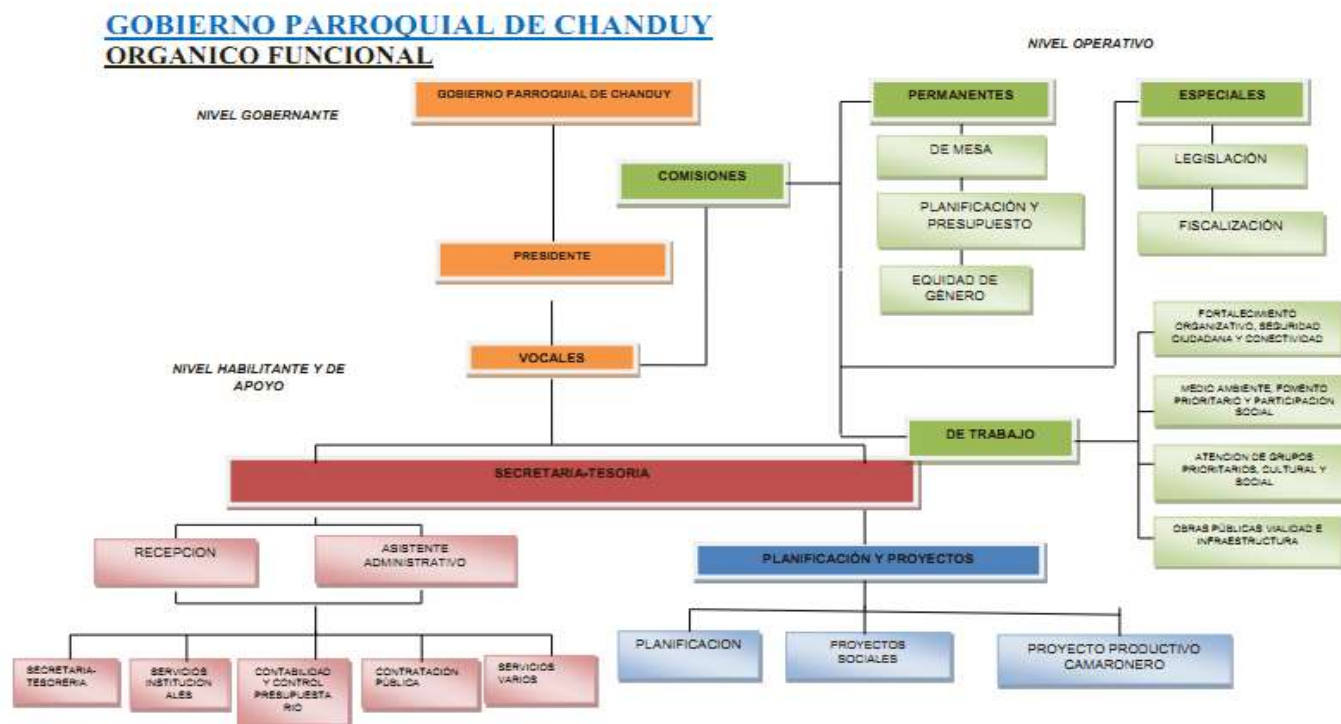 GOBIERNO PARROQUIAL DE CHANDUY
ORGANICO FUNCIONAL
NIVEL OPERATIVO
NIVEL GOBERNANTE
GOBIERNO PARROQUIAL DE CHANDUY
PERMANENTES
ESPECIALES
DE MESA
LEGISLACIÓN
COMISIONES
PLANIFICACIÓN Y
PRESUPUESTO
FISCALIZACIÓN
PRESIDENTE
EQUIDAD DE
GÉNERO
FORTALECIMIENTO
ORGANIZATIVO, SEGURIDAD
CIUDADANA Y CONECTIVIDAD
VOCALES
NIVEL HABILITANTE Y DE
APOYO
MEDIO AMBIENTE, FOMENTO
PRIORITARIO Y PARTICIPACION
SOCIAL
DE TRABAJO
ATENCION DE GRUPOS
PRIORITARIOS, CULTURAL Y
SOCIAL
SECRETARIA-TESORIA
OBRAS PÚBLICAS VIALIDAD E
INFRAESTRUCTURA
RECEPCION
ASISTENTE
ADMINISTRATIVO
PLANIFICACIÓN Y PROYECTOS
PLANIFICACION
PROYECTOS
SOCIALES
PROYECTO PRODUCTIVO
CAMARONERO
SECRETARIA-
TESORERIA
SERVICIOS
INSTITUCION
ALES
CONTABILIDAD
Y CONTROL
PRESUPUESTA
RIO
CONTRATACIÓN
PÚBLICA
SERVICIOS
VARIOS